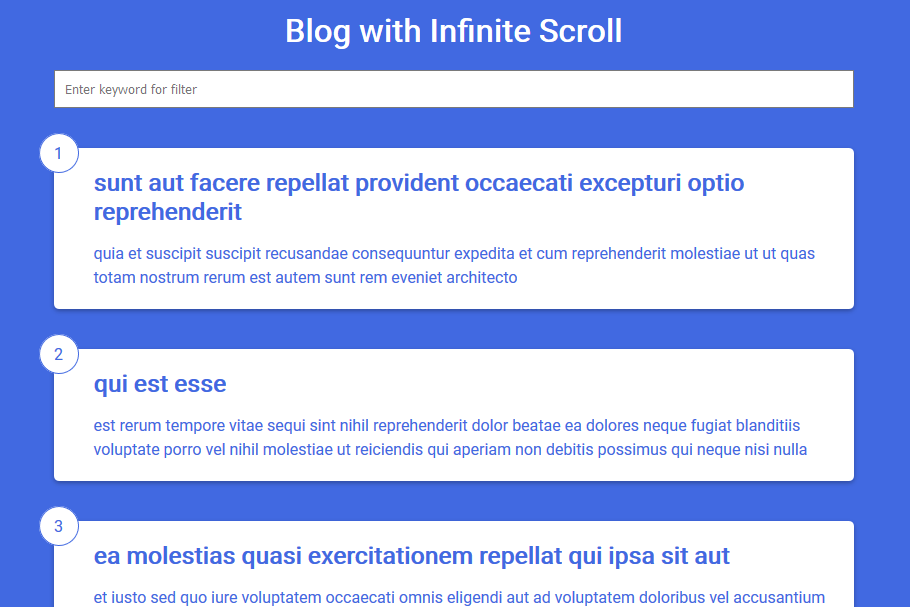 Blog with Infinite Scroll
Enter keyword for filter
1
sunt aut facere repellat provident occaecati excepturi optio
reprehenderit
quia et suscipit suscipit recusandae consequuntur expedita et cum reprehenderit molestiae ut ut quas
totam nostrum rerum est autem sunt rem eveniet architecto
2
qui est esse
est rerum tempore vitae sequi sint nihil reprehenderit dolor beatae ea dolores neque fugiat blanditiis
voluptate porro vel nihil molestiae ut reiciendis qui aperiam non debitis possimus qui neque nisi nulla
3
ea molestias quasi exercitationem repellat qui ipsa sit aut
et iusto sed quo iure voluptatem occaecati omnis eligendi aut ad voluptatem doloribus vel accusantium